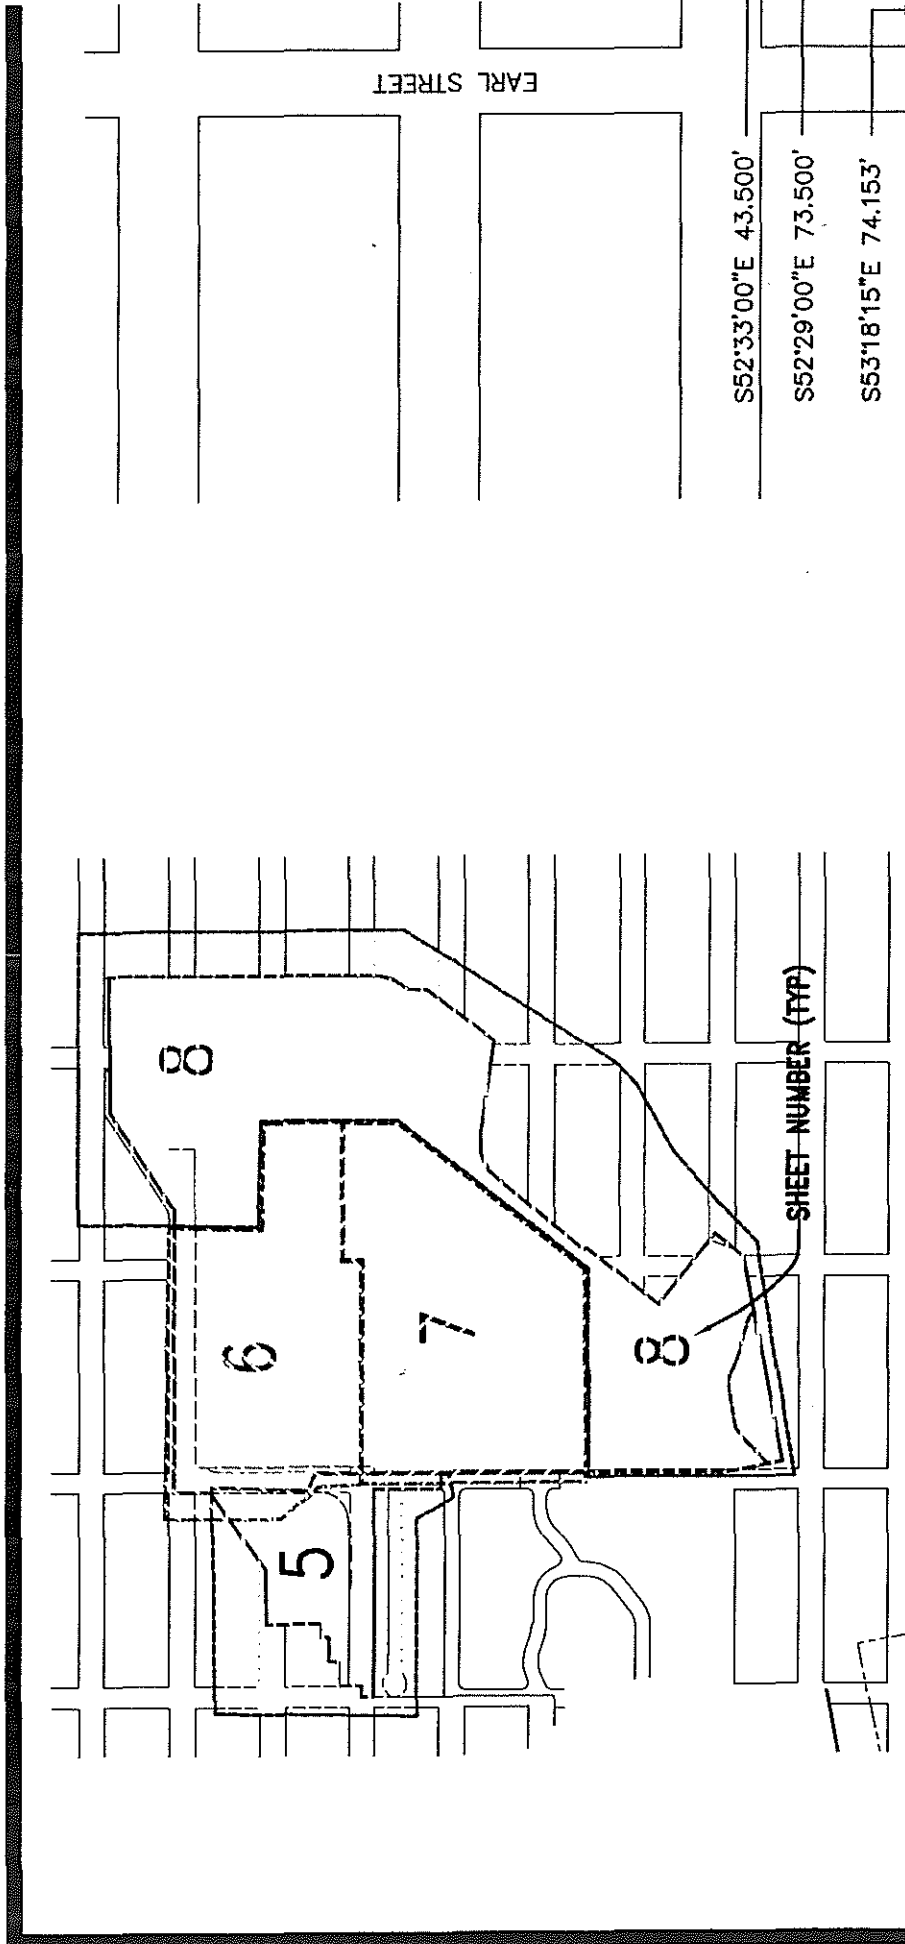 EARL STREET
S52°33'00"E 43.500'
S52°29'00"E 73.500'
S53°18'15"E 74.153'
8
6
7
5
8
SHEET NUMBER (TYP)